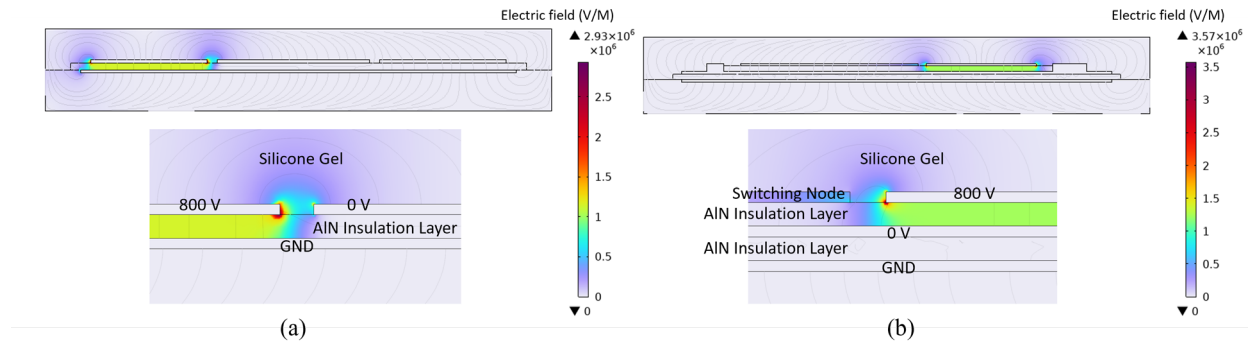 Electric field (V/M)
▲ 2.93×10⁶
×10⁶
2.5
2
1.5
1
0.5
0
▼ 0
Silicone Gel
800 V
0 V
AlN Insulation Layer
GND
(a)
Electric field (V/M)
▲ 3.57×10⁶
×10⁶
3.5
3
2.5
2
1.5
1
0.5
0
▼ 0
Silicone Gel
Switching Node
800 V
AlN Insulation Layer
0 V
AlN Insulation Layer
GND
(b)